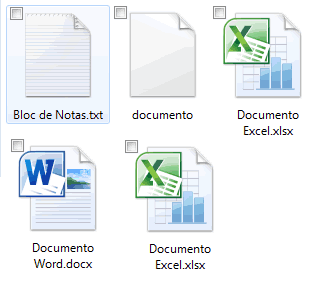 Bloc de Notas.txt
documento
Documento
Excel.xlsx
Documento
Word.docx
Documento
Excel.xlsx